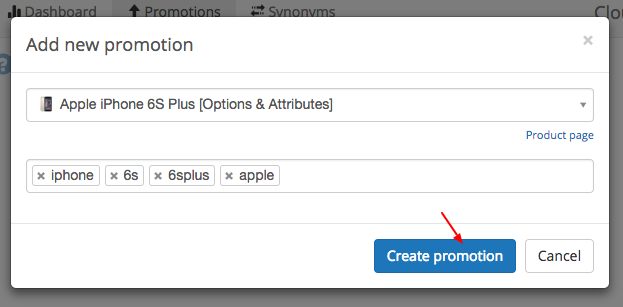 Dashboard Promotions Synonyms Clo
Add new promotion ×
Apple iPhone 6S Plus [Options & Attributes]
Product page
× iphone × 6s × 6splus × apple
Create promotion Cancel